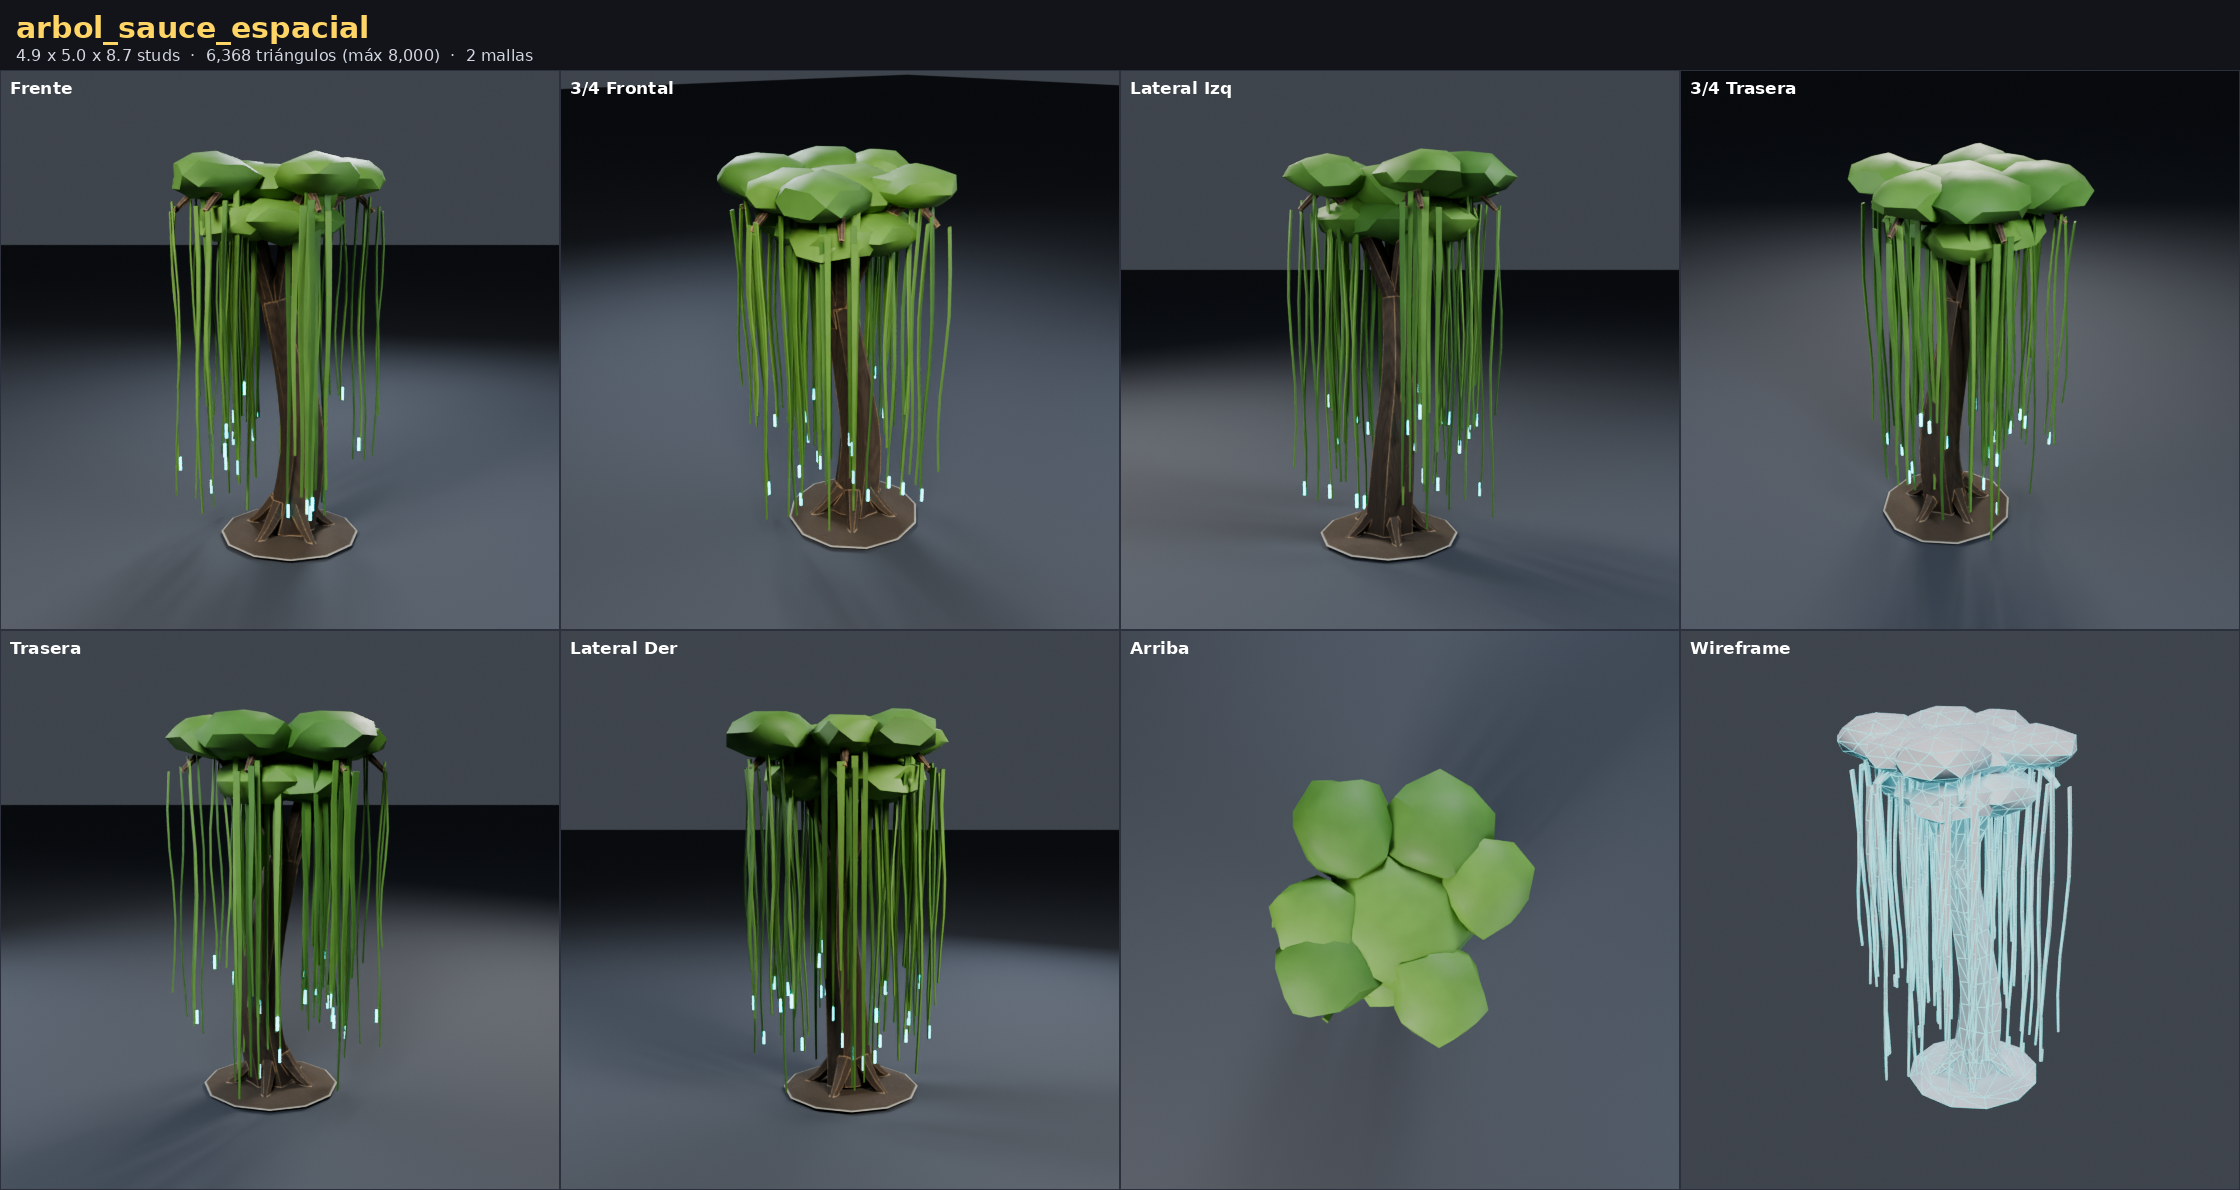 arbol_sauce_espacial
4.9 x 5.0 x 8.7 studs · 6,368 triángulos (máx 8,000) · 2 mallas
Frente
3/4 Frontal
Lateral Izq
3/4 Trasera
Trasera
Lateral Der
Arriba
Wireframe